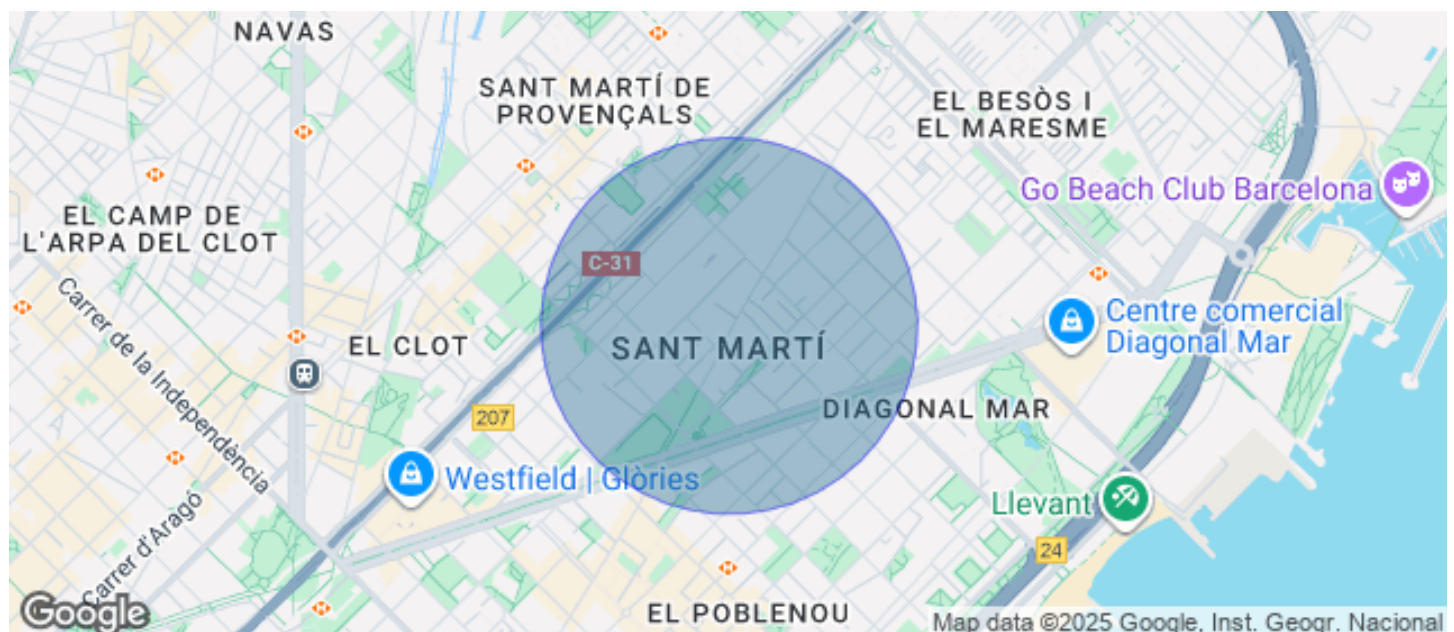 NAVAS
SANT MARTÍ DE
PROVENÇALS
EL BESÒS I
EL MARESME
Go Beach Club Barcelona
EL CAMP DE
L'ARPA DEL CLOT
C-31
Carrer de la Independència
Centre comercial
Diagonal Mar
EL CLOT
SANT MARTÍ
207
DIAGONAL MAR
Westfield | Glòries
Llevant
Carrer d'Aragó
24
EL POBLENOU
Google
Map data ©2025 Google, Inst. Geogr. Nacional